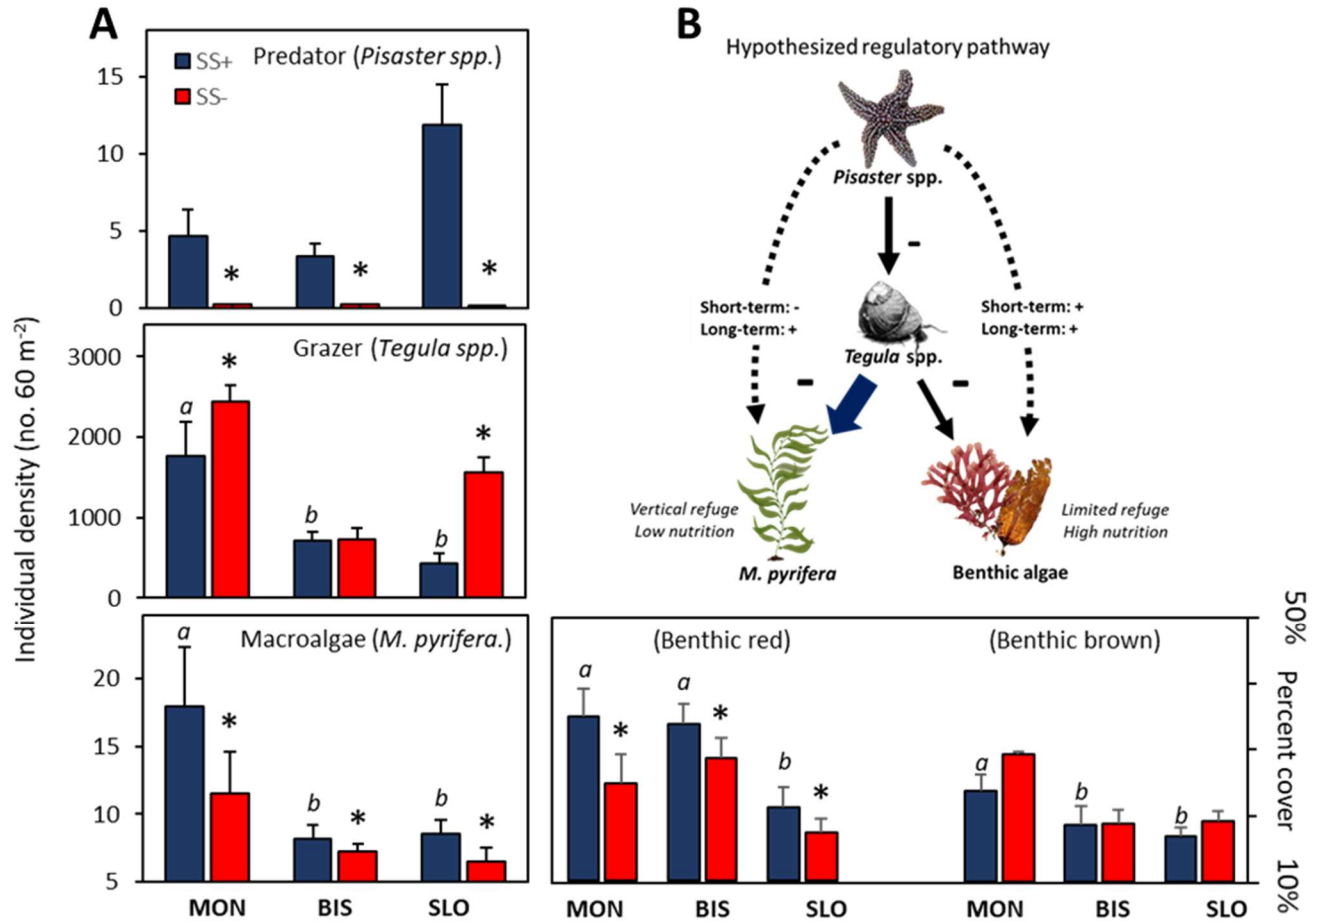 A
SS+
SS-
Predator (Pisaster spp.)
15
10
5
0
*
*
*
Individual density (no. 60 m-2)
Grazer (Tegula spp.)
3000
2000
1000
0
a
*
b
b
*
Macroalgae (M. pyrifera.)
20
15
10
5
a
*
b
*
b
*
MON BIS SLO
B
Hypothesized regulatory pathway
Pisaster spp.
-
Short-term: -
Long-term: +
Short-term: +
Long-term: +
Tegula spp.
-
-
Vertical refuge
Low nutrition
Limited refuge
High nutrition
M. pyrifera
Benthic algae
(Benthic red)
a
*
a
*
b
*
MON BIS SLO
(Benthic brown)
a
b
b
MON BIS SLO
50%
Percent cover
10%